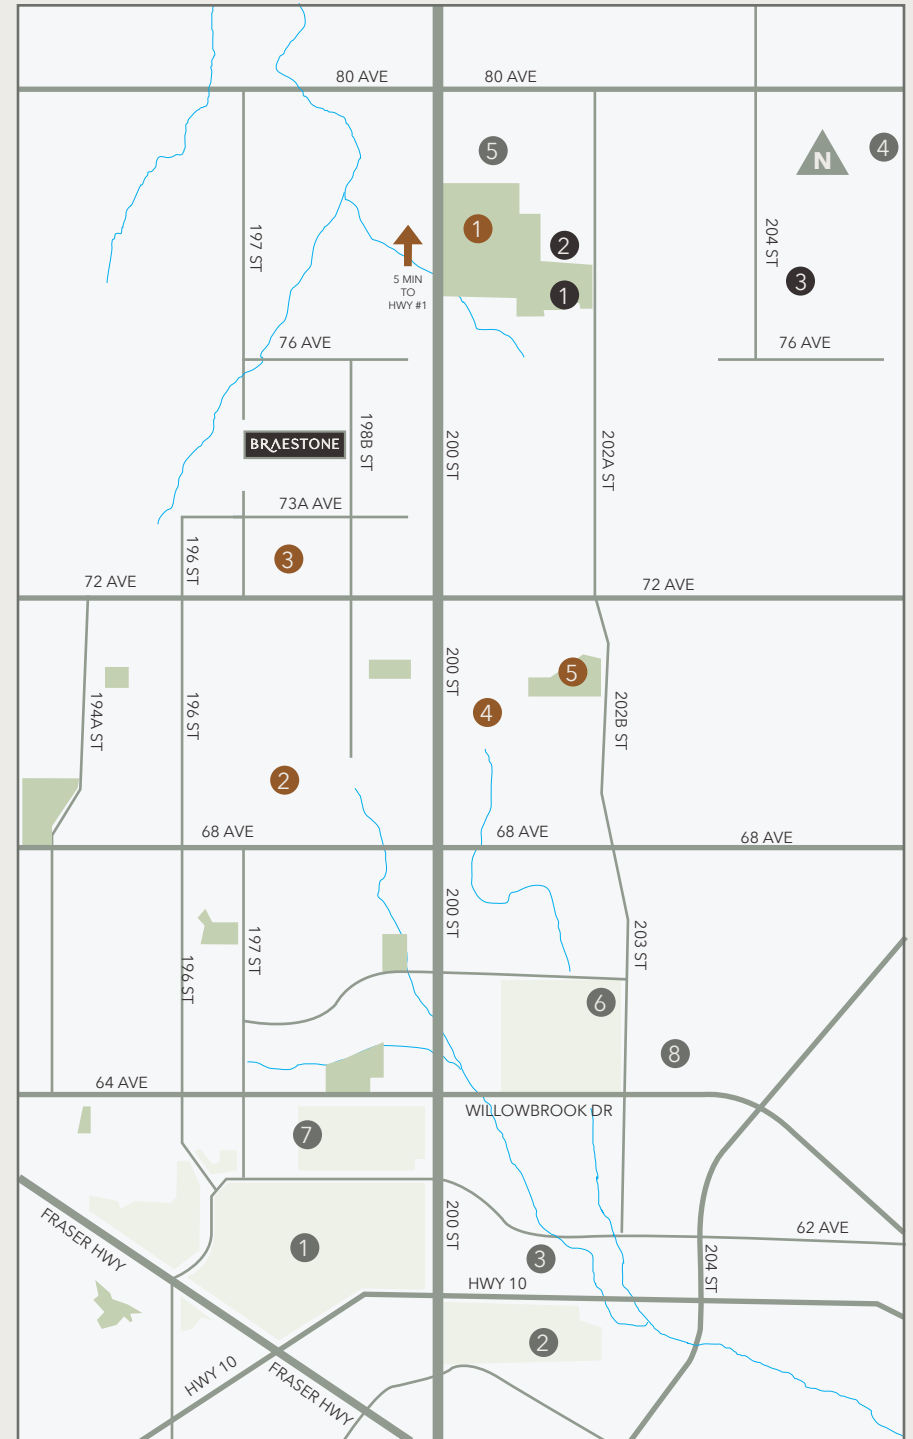 80 AVE
80 AVE
5
N
4
1
2
197 ST
204 ST
5 MIN
TO
HWY #1
3
1
76 AVE
76 AVE
BRAESTONE
198B ST
200 ST
202A ST
73A AVE
196 ST
3
72 AVE
72 AVE
200 ST
5
194A ST
196 ST
4
202B ST
2
68 AVE
68 AVE
68 AVE
200 ST
197 ST
203 ST
196 ST
6
8
64 AVE
WILLOWBROOK DR
7
200 ST
FRASER HWY
1
62 AVE
3
204 ST
HWY 10
2
HWY 10
FRASER HWY